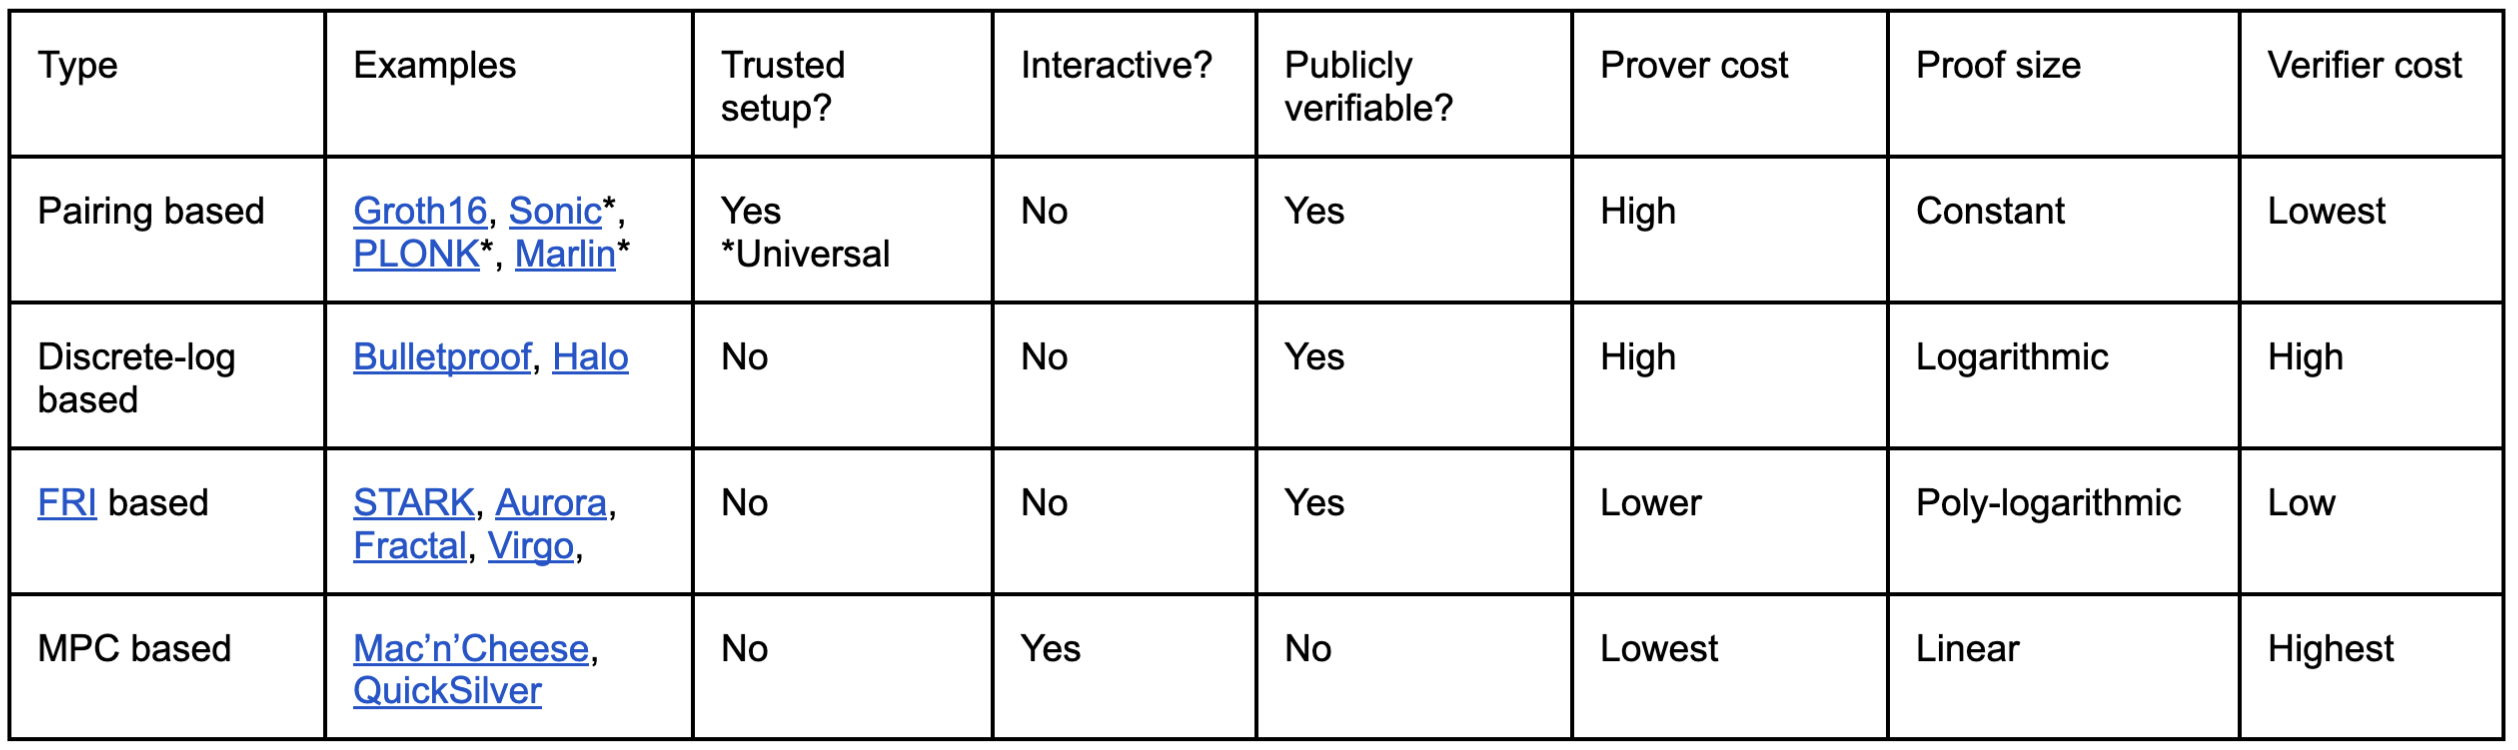 Type
Examples
Trusted
setup?
Interactive?
Publicly
verifiable?
Prover cost
Proof size
Verifier cost
Pairing based
Groth16, Sonic*,
PLONK*, Marlin*
Yes
*Universal
No
Yes
High
Constant
Lowest
Discrete-log
based
Bulletproof, Halo
No
No
Yes
High
Logarithmic
High
FRI based
STARK, Aurora,
Fractal, Virgo,
No
No
Yes
Lower
Poly-logarithmic
Low
MPC based
Mac’n’Cheese,
QuickSilver
No
Yes
No
Lowest
Linear
Highest